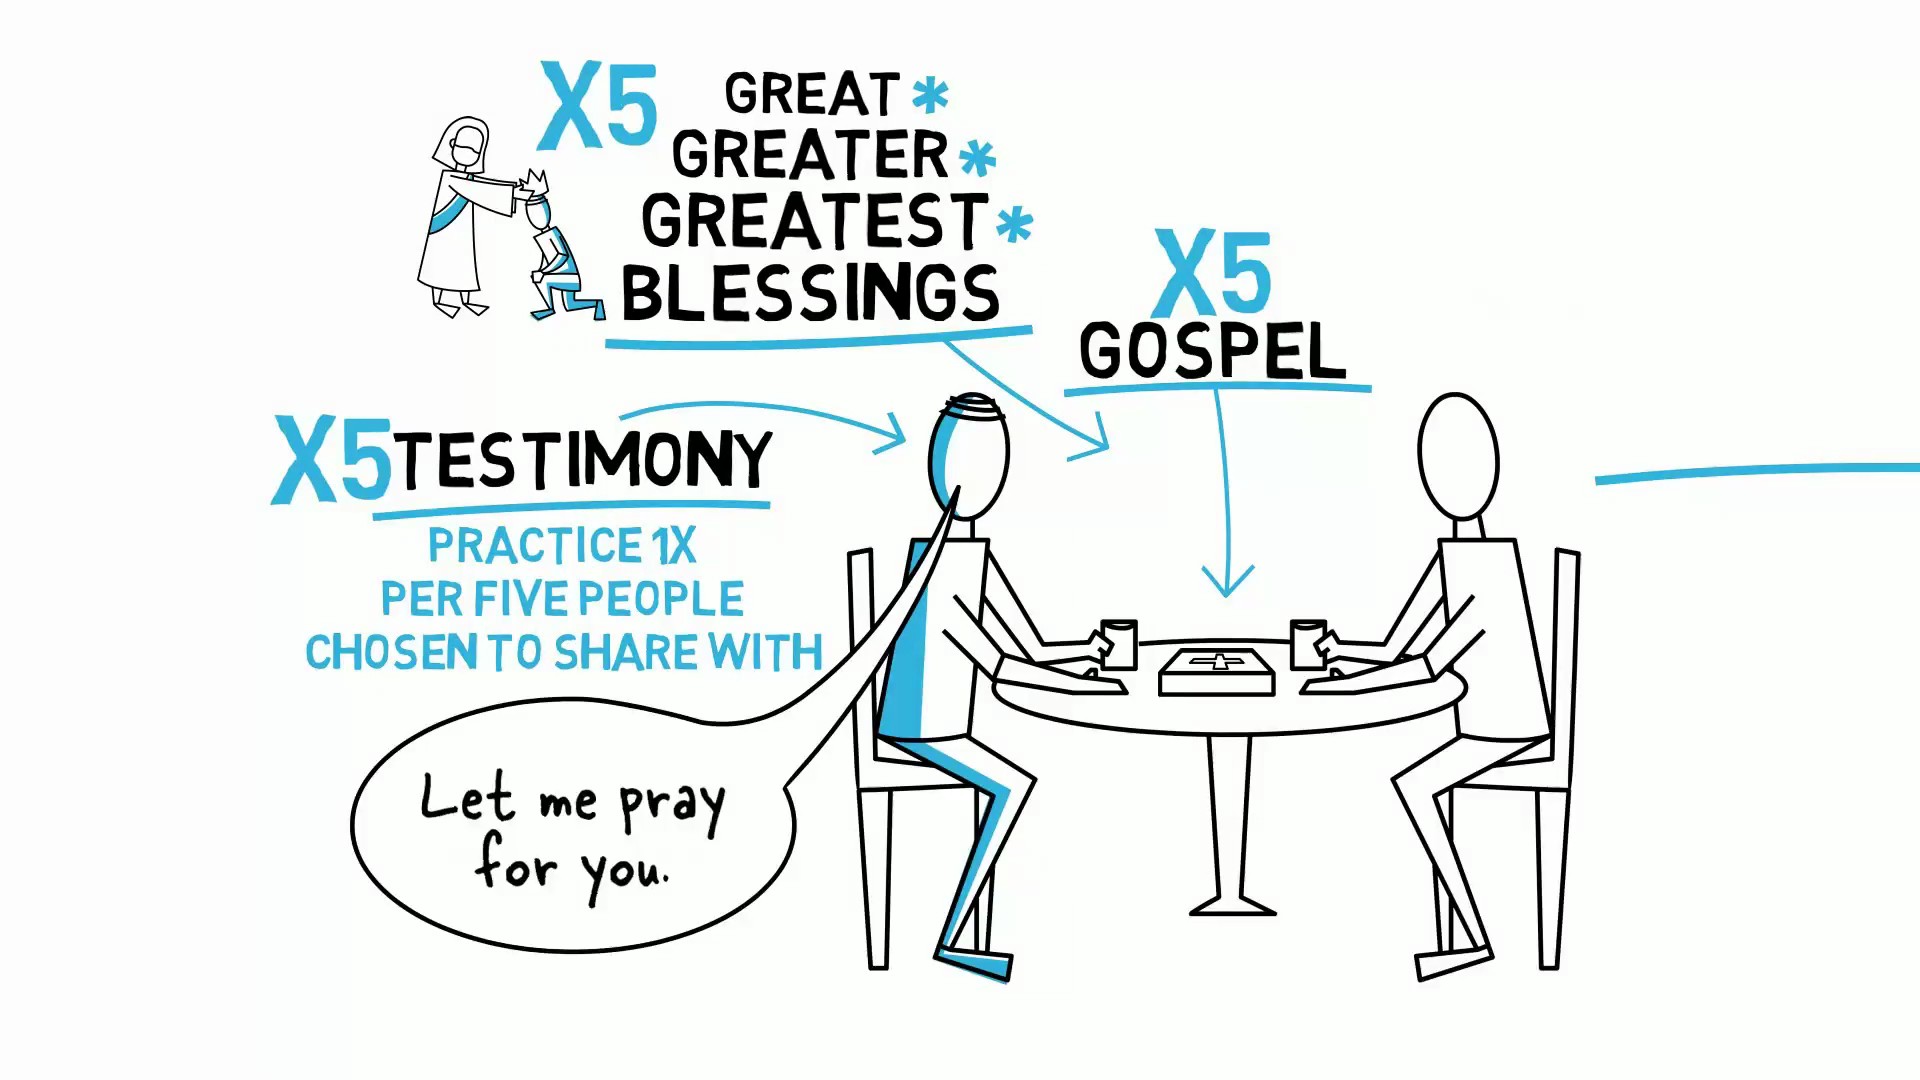 X5 GREAT *
GREATER *
GREATEST *
BLESSINGS
X5
GOSPEL
X5 TESTIMONY
PRACTICE 1X
PER FIVE PEOPLE
CHOSEN TO SHARE WITH
Let me pray
for you.